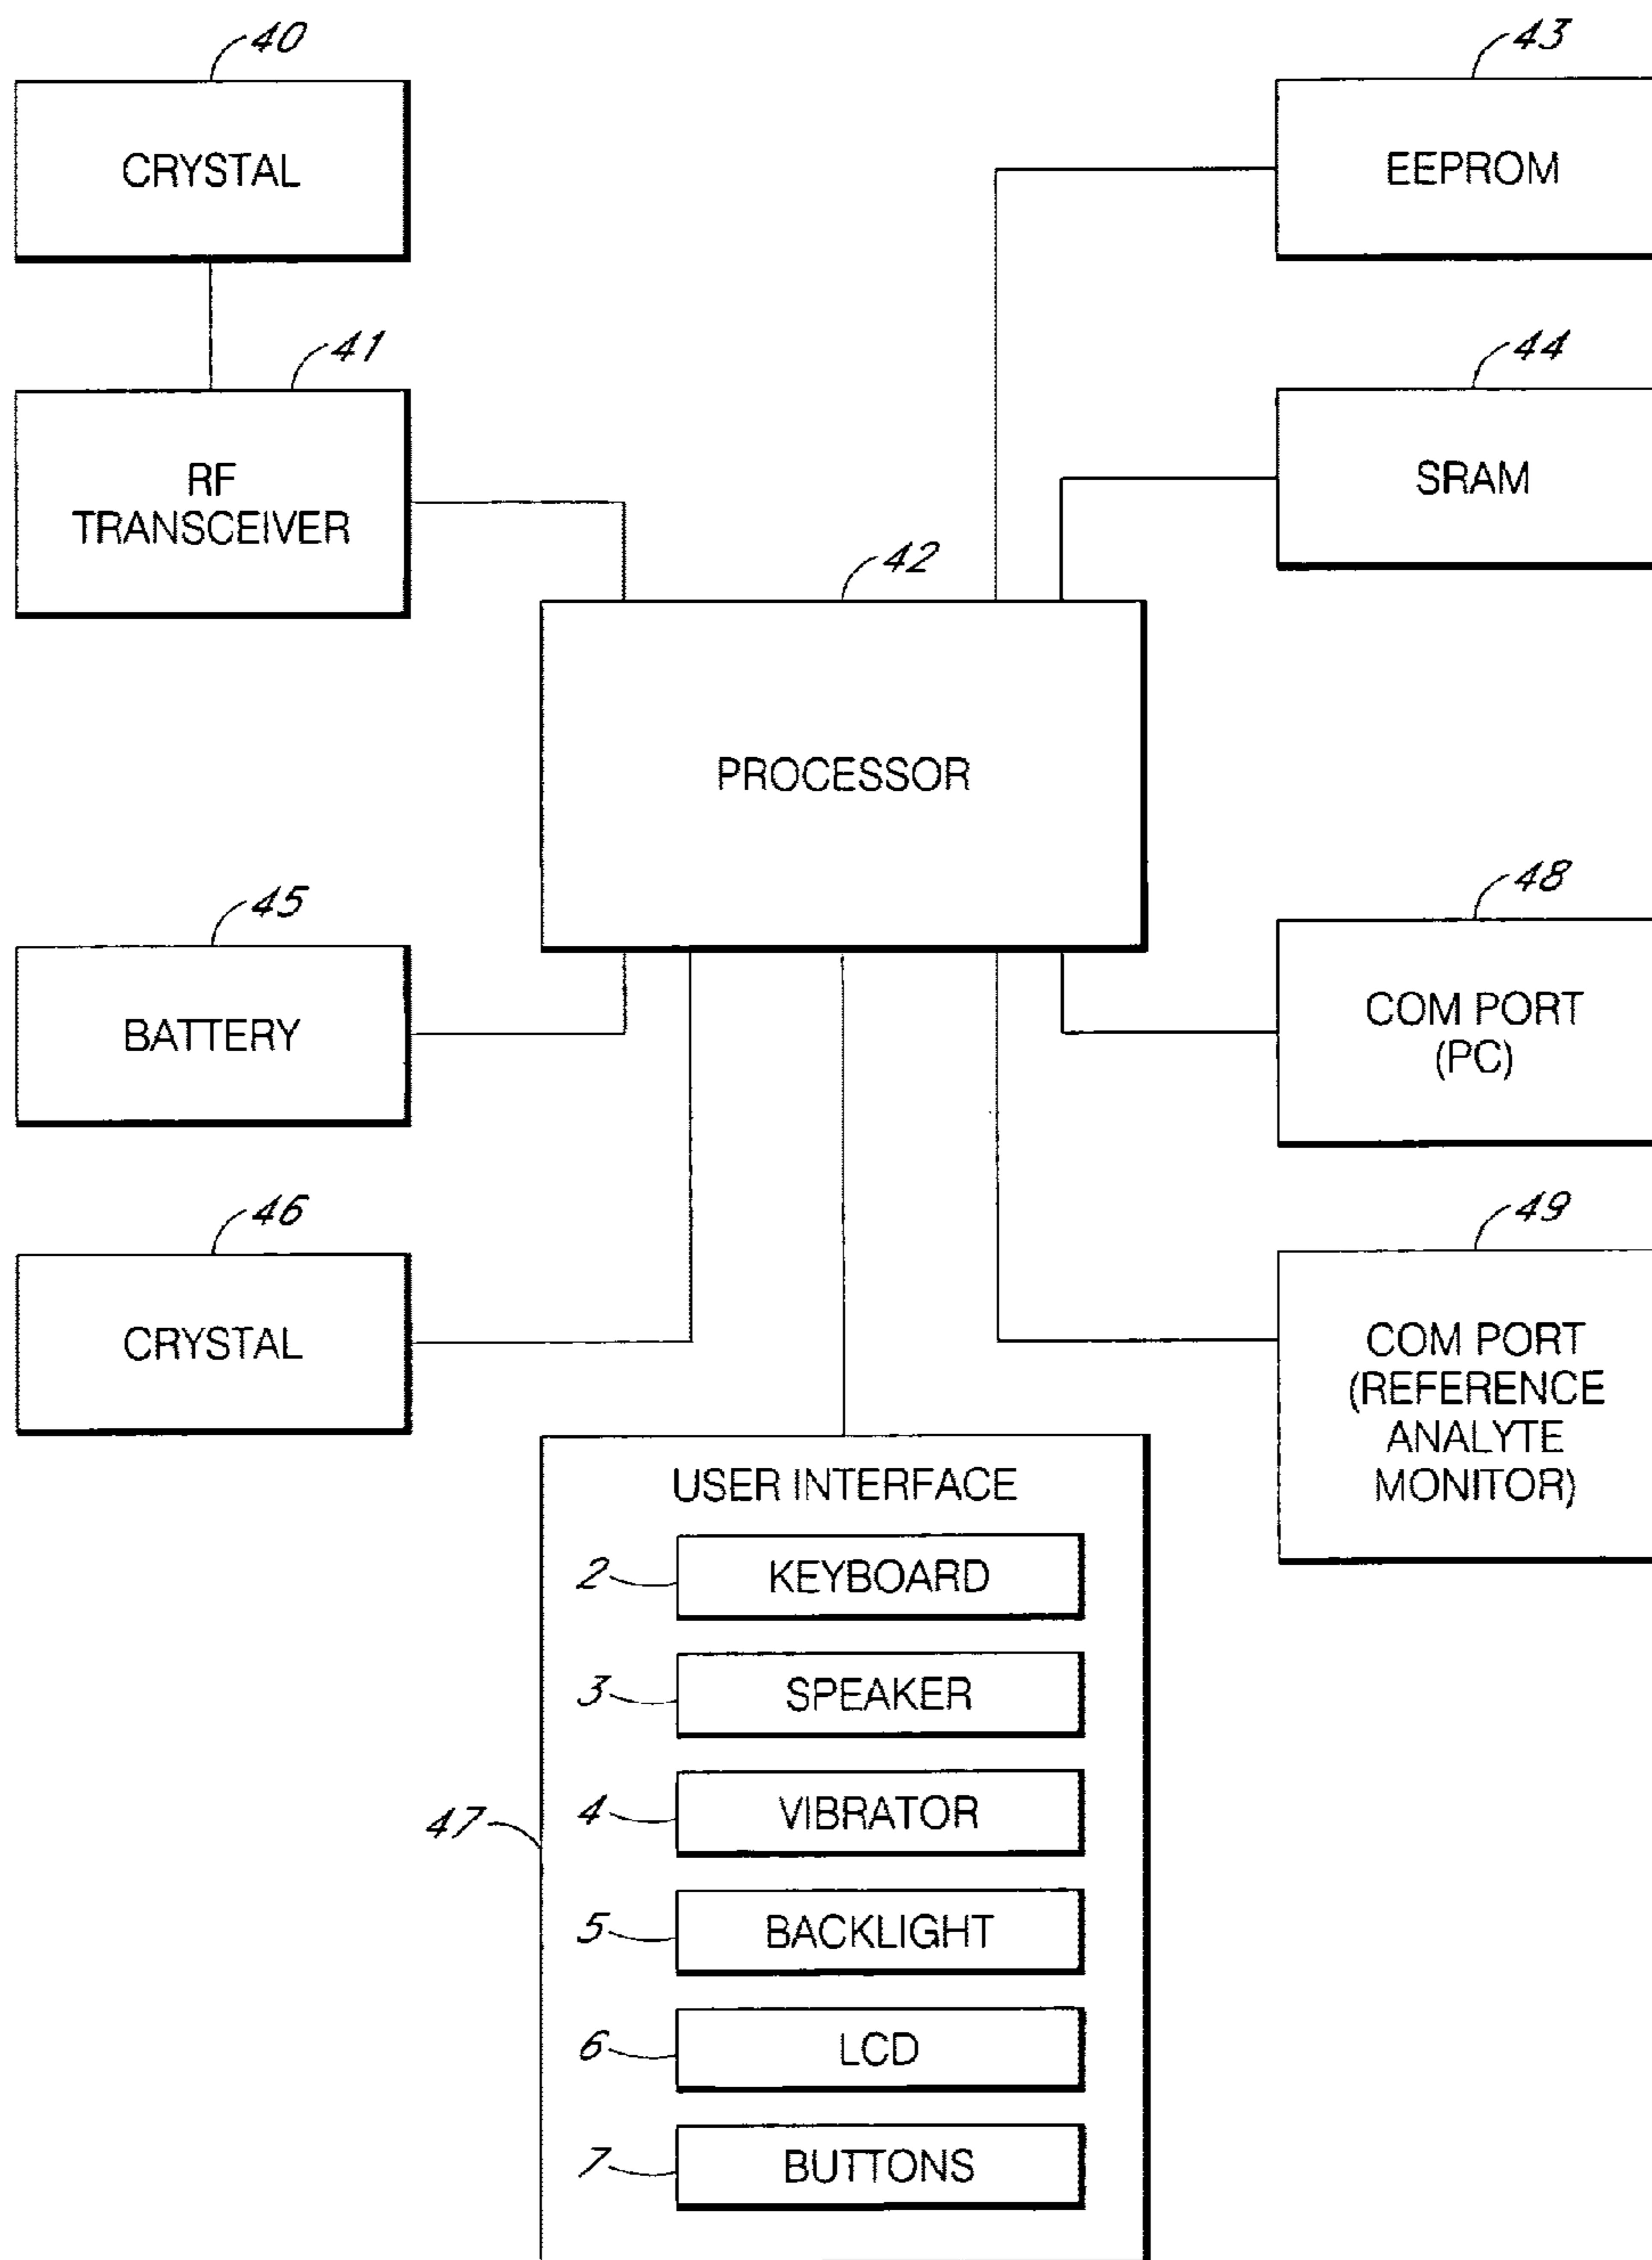 40
CRYSTAL
43
EEPROM
41
RF
TRANSCEIVER
44
SRAM
42
PROCESSOR
45
BATTERY
48
COM PORT
(PC)
46
CRYSTAL
49
COM PORT
(REFERENCE
ANALYTE
MONITOR)
47
USER INTERFACE
2
KEYBOARD
3
SPEAKER
4
VIBRATOR
5
BACKLIGHT
6
LCD
7
BUTTONS